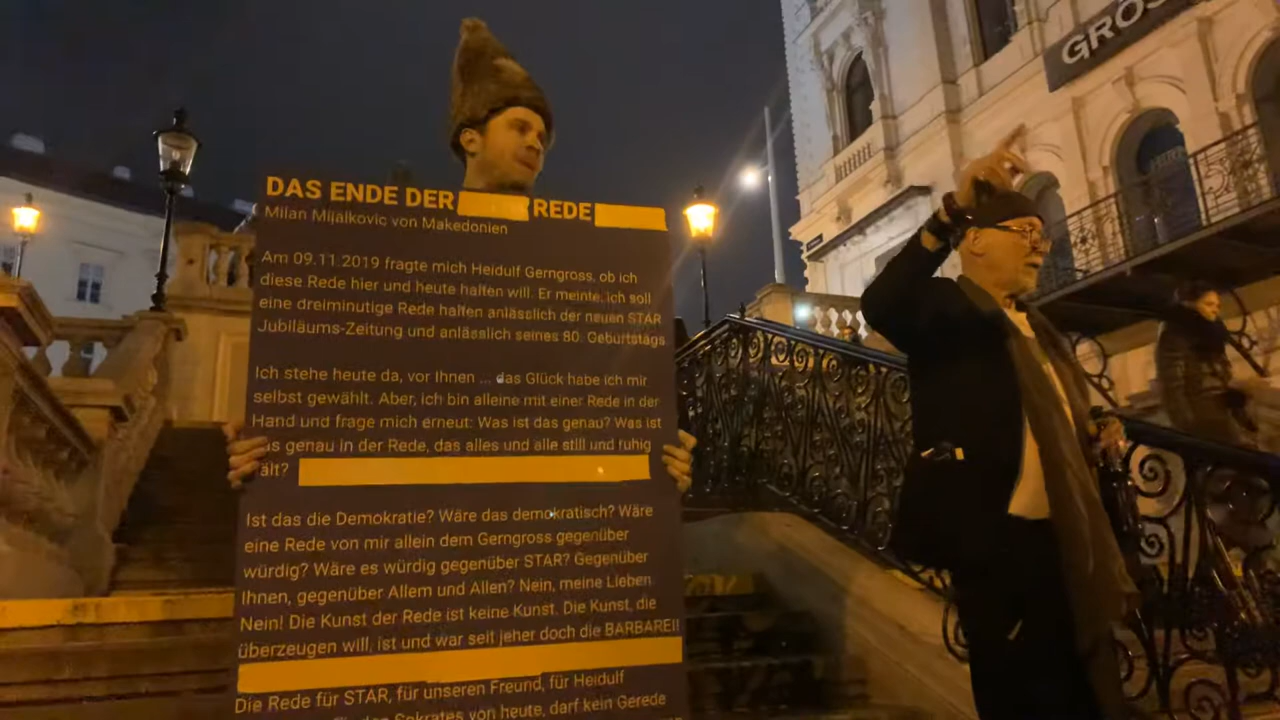 GROS
DAS ENDE DER REDE
Milan Mijalkovic von Makedonien
Am 09.11.2019 fragte mich Heidulf Gerngross, ob ich
diese Rede hier und heute halten will. Er meinte, ich soll
eine dreiminutige Rede halten anlässlich der neuen STAR
Jubiläums-Zeitung und anlässlich seines 80. Geburtstags
Ich stehe heute da, vor Ihnen ... das Glück habe ich mir
selbst gewählt. Aber, ich bin alleine mit einer Rede in der
Hand und frage mich erneut: Was ist das genau? Was ist
as genau in der Rede, das alles und alle still und ruhig
ält?
Ist das die Demokratie? Wäre das demokratisch? Wäre
eine Rede von mir allein dem Gerngross gegenüber
würdig? Wäre es würdig gegenüber STAR? Gegenüber
Ihnen, gegenüber Allem und Allen? Nein, meine Lieben
Nein! Die Kunst der Rede ist keine Kunst. Die Kunst, die
überzeugen will, ist und war seit jeher doch die BARBAREI!
Die Rede für STAR, für unseren Freund, für Heidulf
den Sokrates von heute, darf kein Gerede